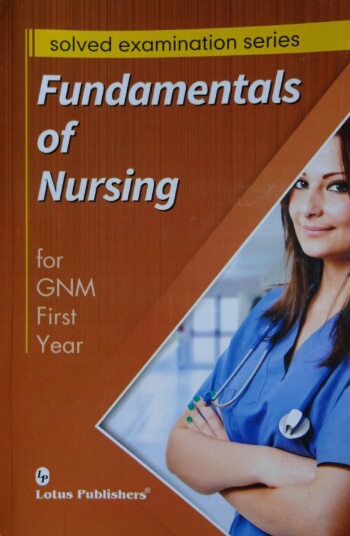 solved examination series
Fundamentals
of
Nursing
for
GNM
First
Year
LP
Lotus Publishers®